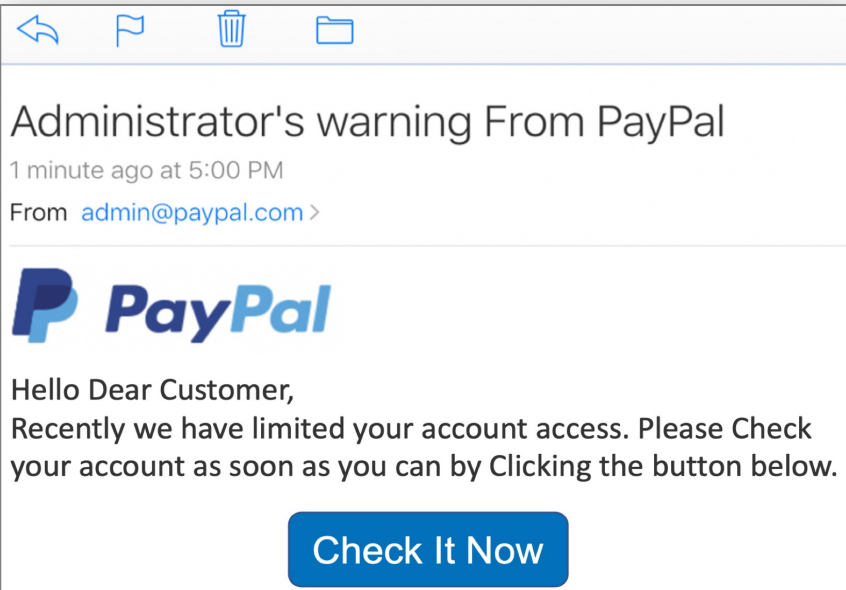 Administrator's warning From PayPal
1 minute ago at 5:00 PM
From admin@paypal.com >
PayPal
Hello Dear Customer,
Recently we have limited your account access. Please Check
your account as soon as you can by Clicking the button below.
Check It Now